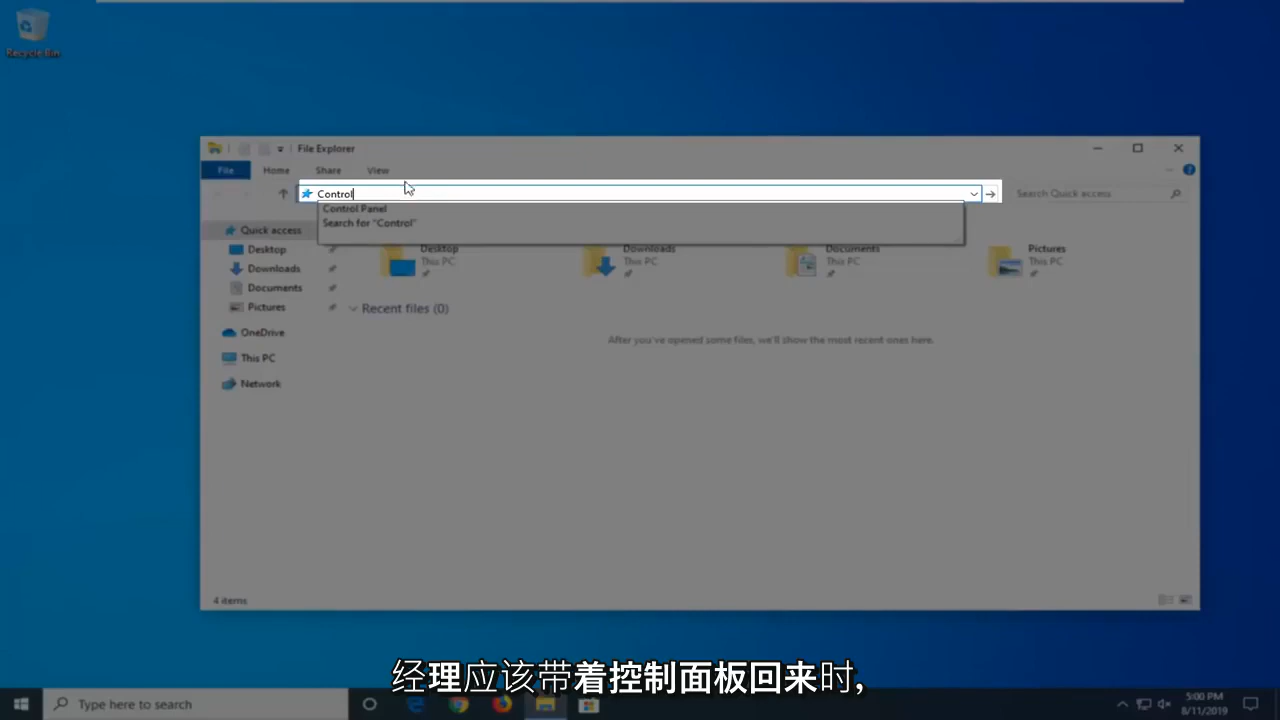 Recycle Bin
File Explorer
File Home Share View
Control
Search Quick access
Control Panel
Search for "Control"
Quick access
Desktop
Downloads
Documents
Pictures
OneDrive
This PC
Network
Desktop
This PC
Downloads
This PC
Documents
This PC
Pictures
This PC
Recent files (0)
After you've opened some files, we'll show the most recent ones here.
4 items
经理应该带着控制面板回来时,
Type here to search
5:00 PM
8/11/2019